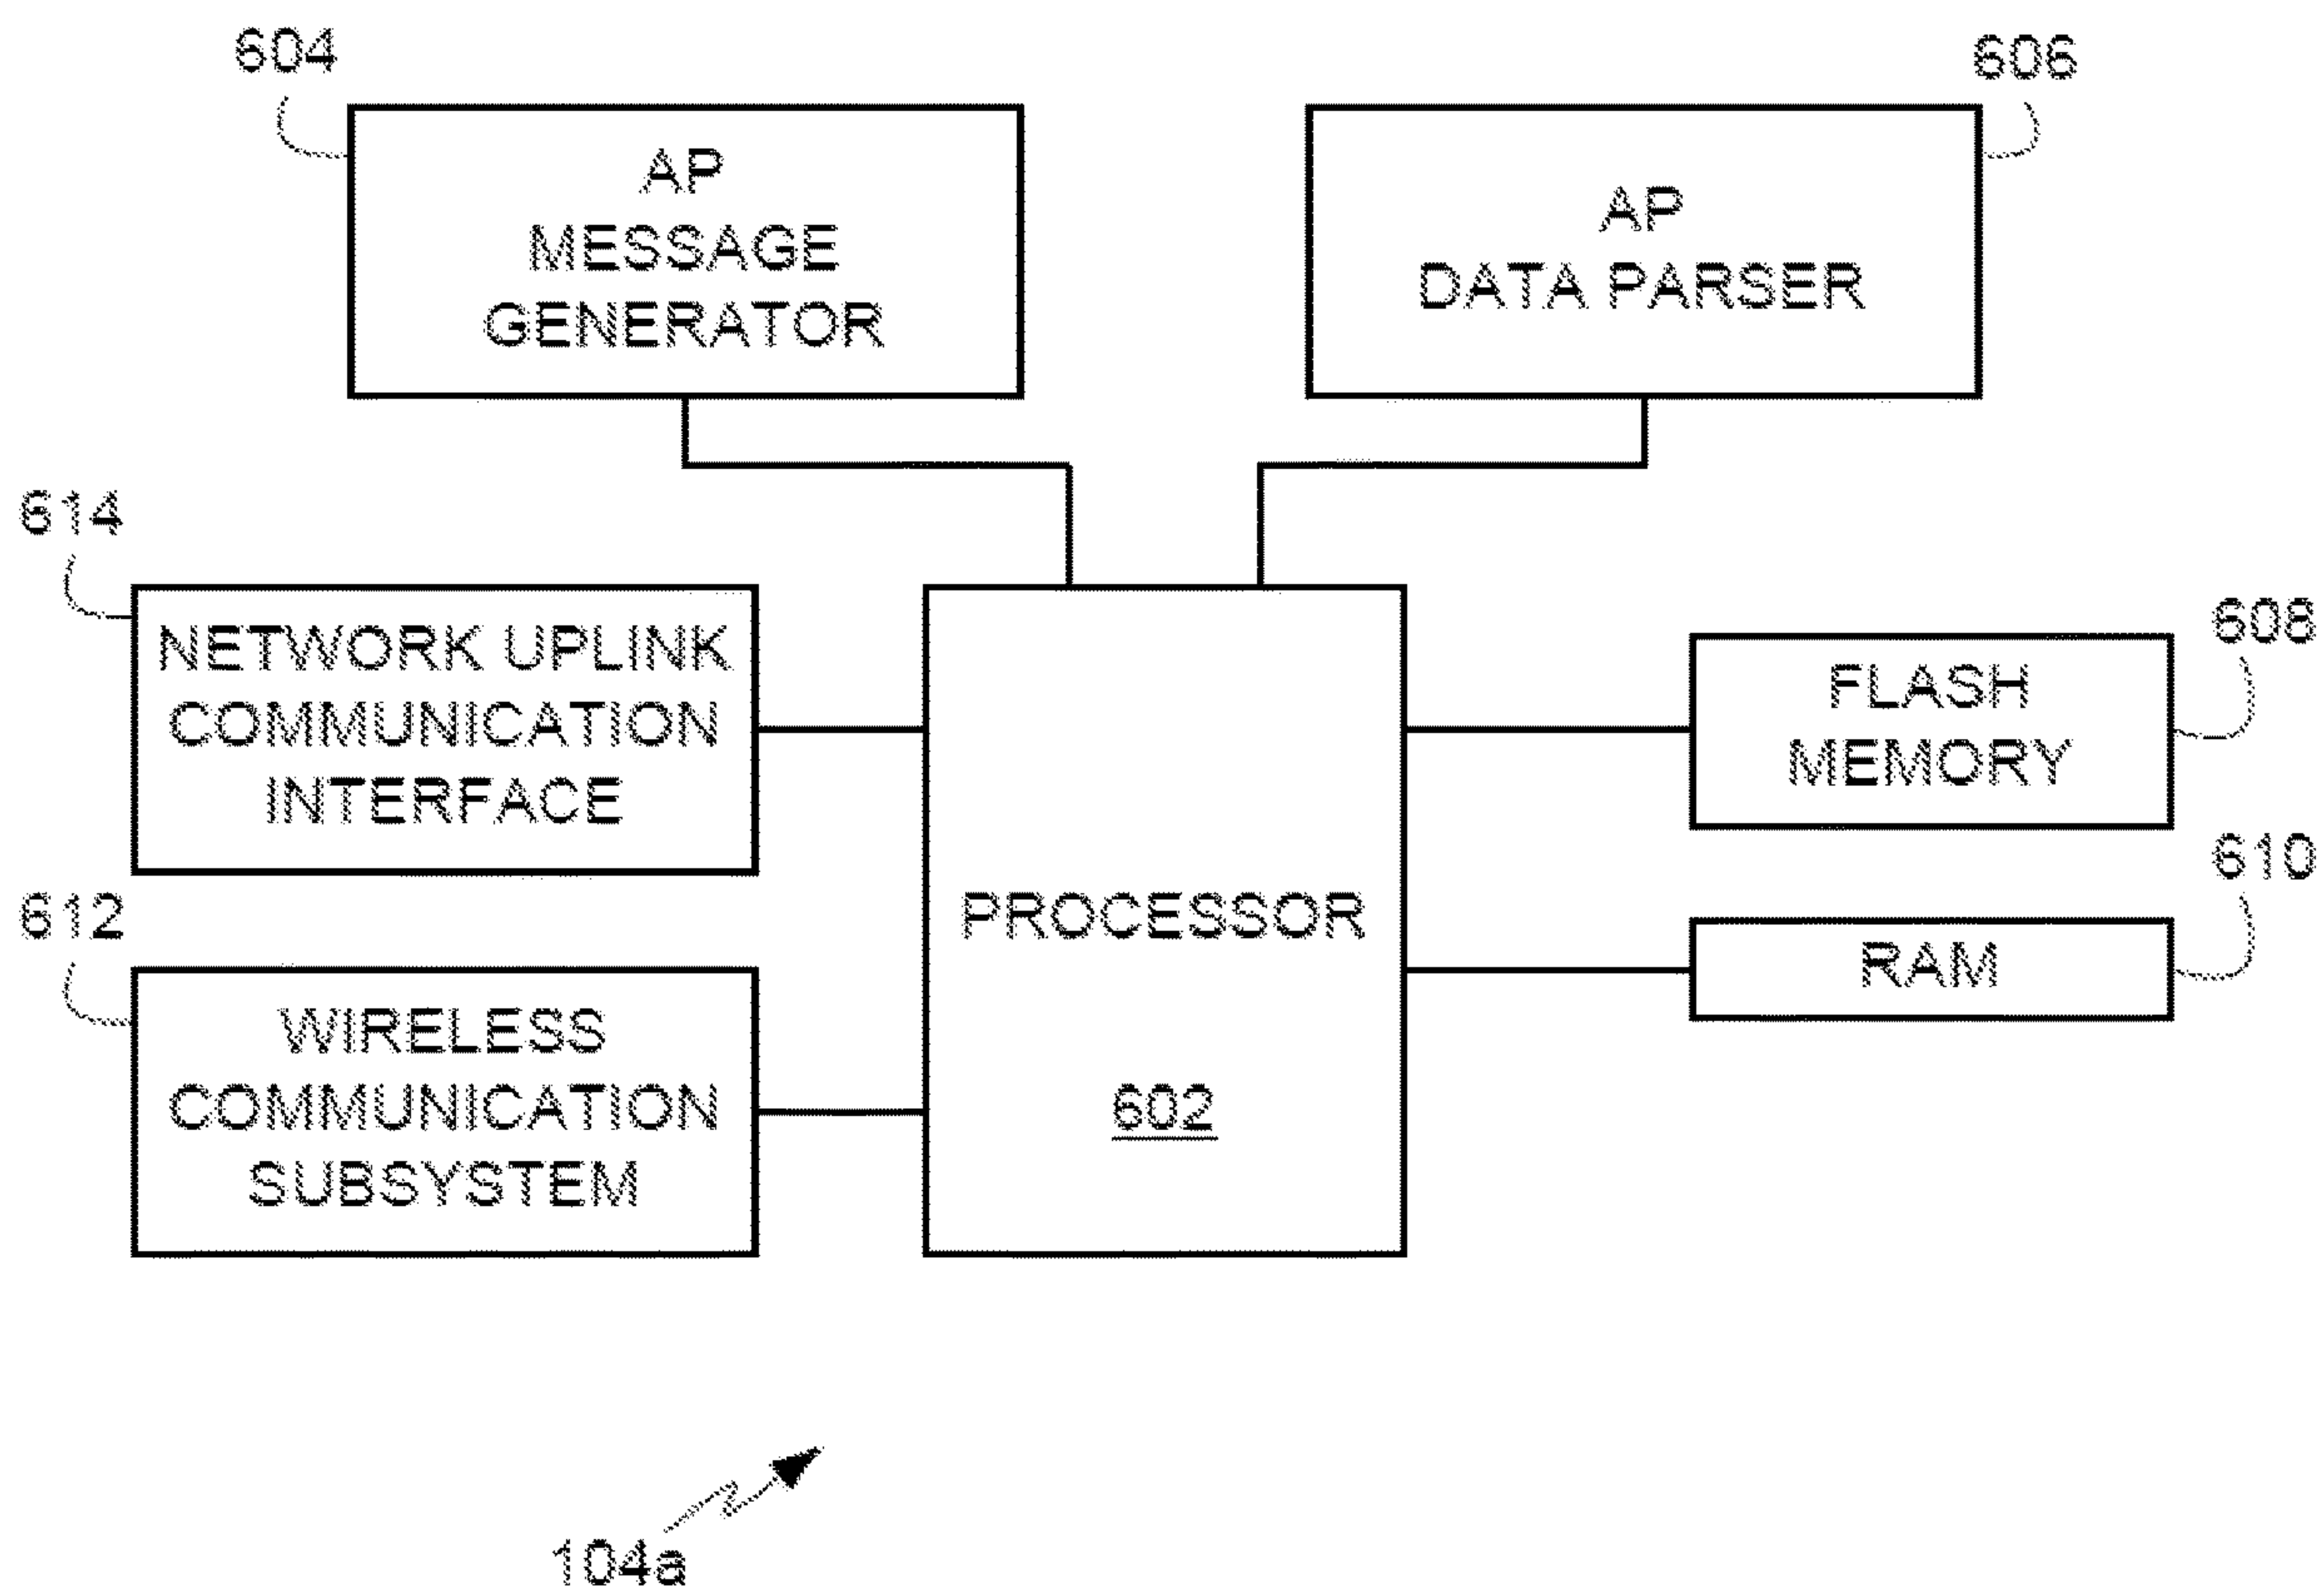 604
606
AP
MESSAGE
GENERATOR
AP
DATA PARSER
614
NETWORK UPLINK
COMMUNICATION
INTERFACE
608
FLASH
MEMORY
610
RAM
612
WIRELESS
COMMUNICATION
SUBSYSTEM
PROCESSOR
602
104a